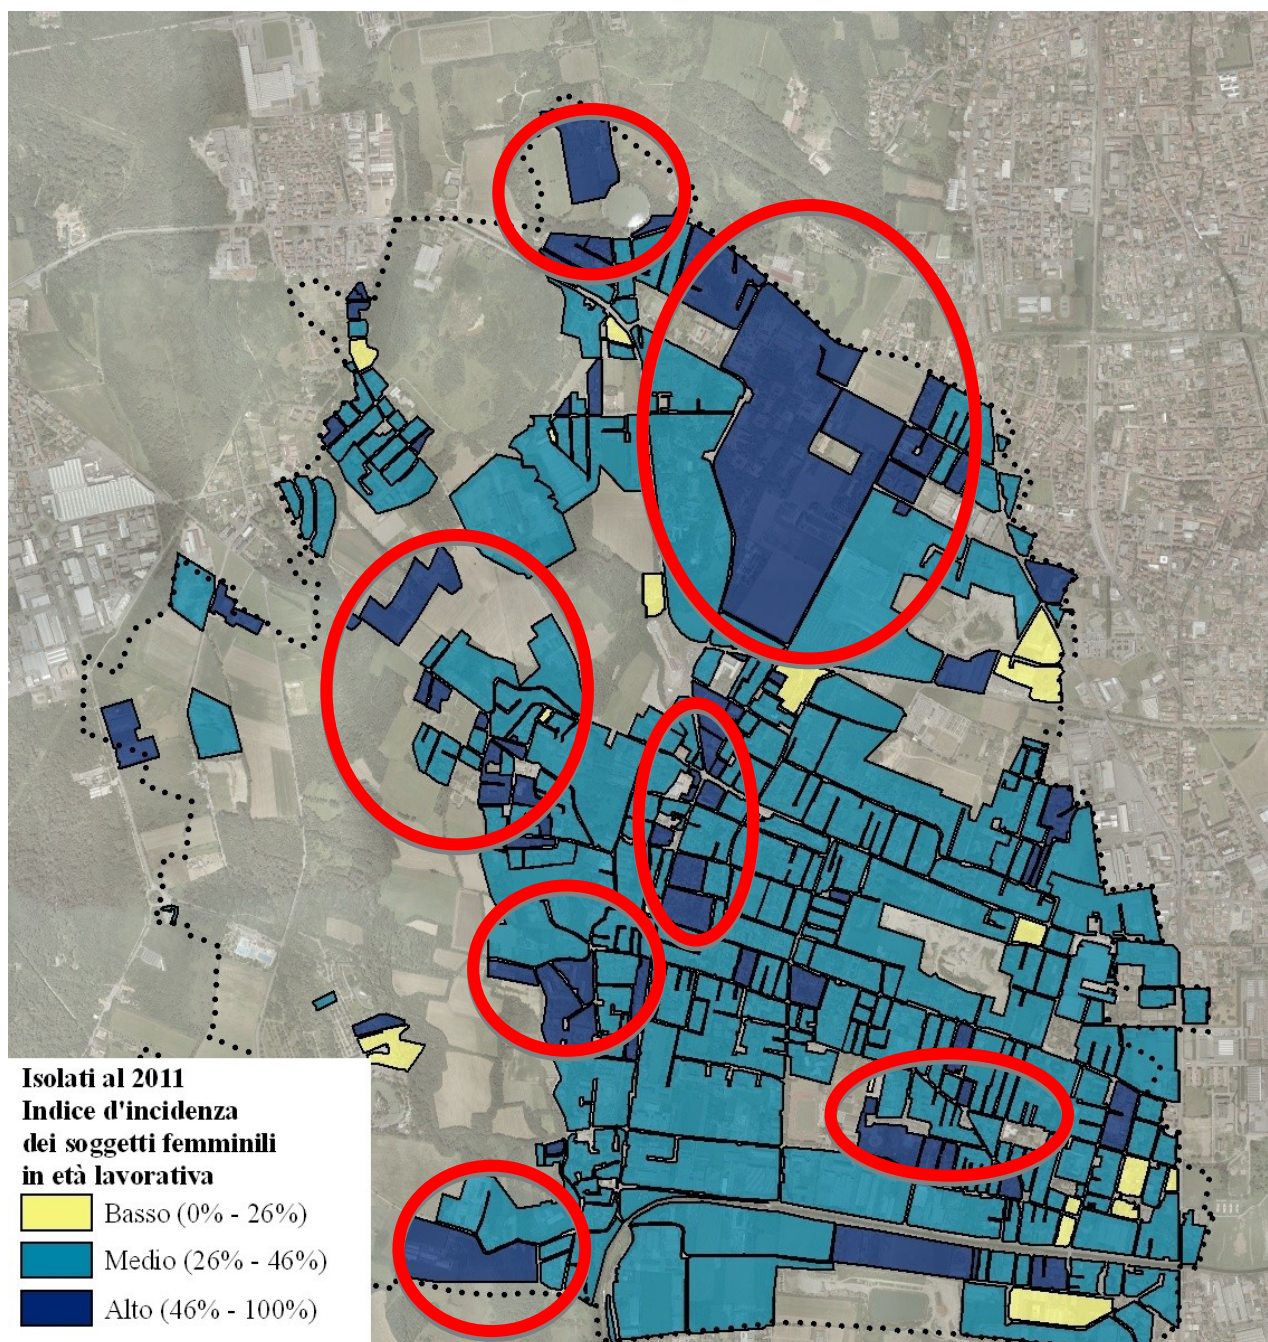 Isolati al 2011
Indice d'incidenza
dei soggetti femminili
in età lavorativa
Basso (0% - 26%)
Medio (26% - 46%)
Alto (46% - 100%)